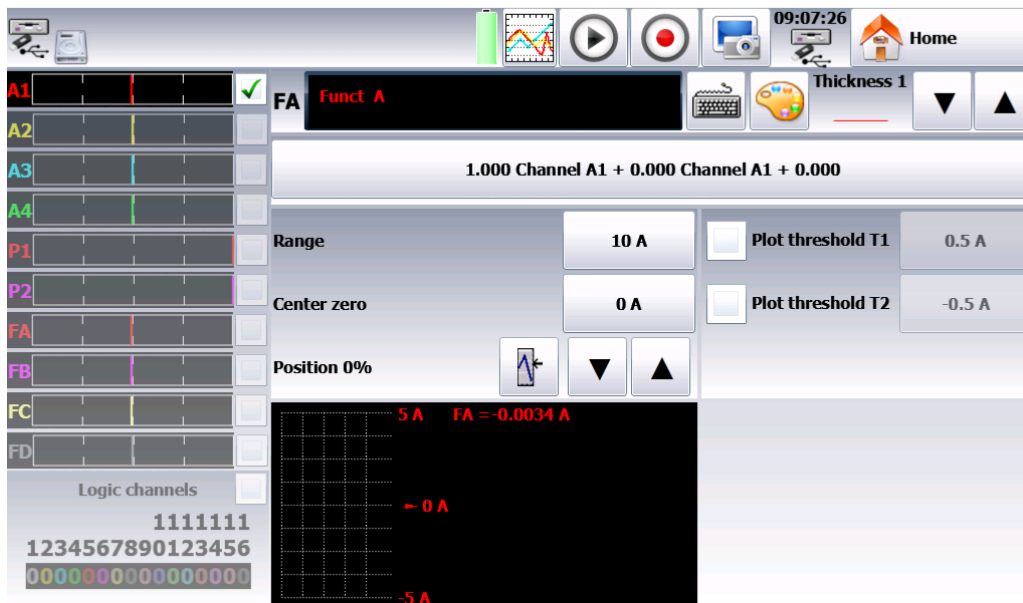 09:07:26
Home
A1
A2
A3
A4
P1
P2
FA
FB
FC
FD
Logic channels
1111111
1234567890123456
0000000000000000
FA
Funct A
Thickness 1
1.000 Channel A1 + 0.000 Channel A1 + 0.000
Range
10 A
Plot threshold T1
0.5 A
Center zero
0 A
Plot threshold T2
-0.5 A
Position 0%
5 A
FA =-0.0034 A
0 A
-5 A